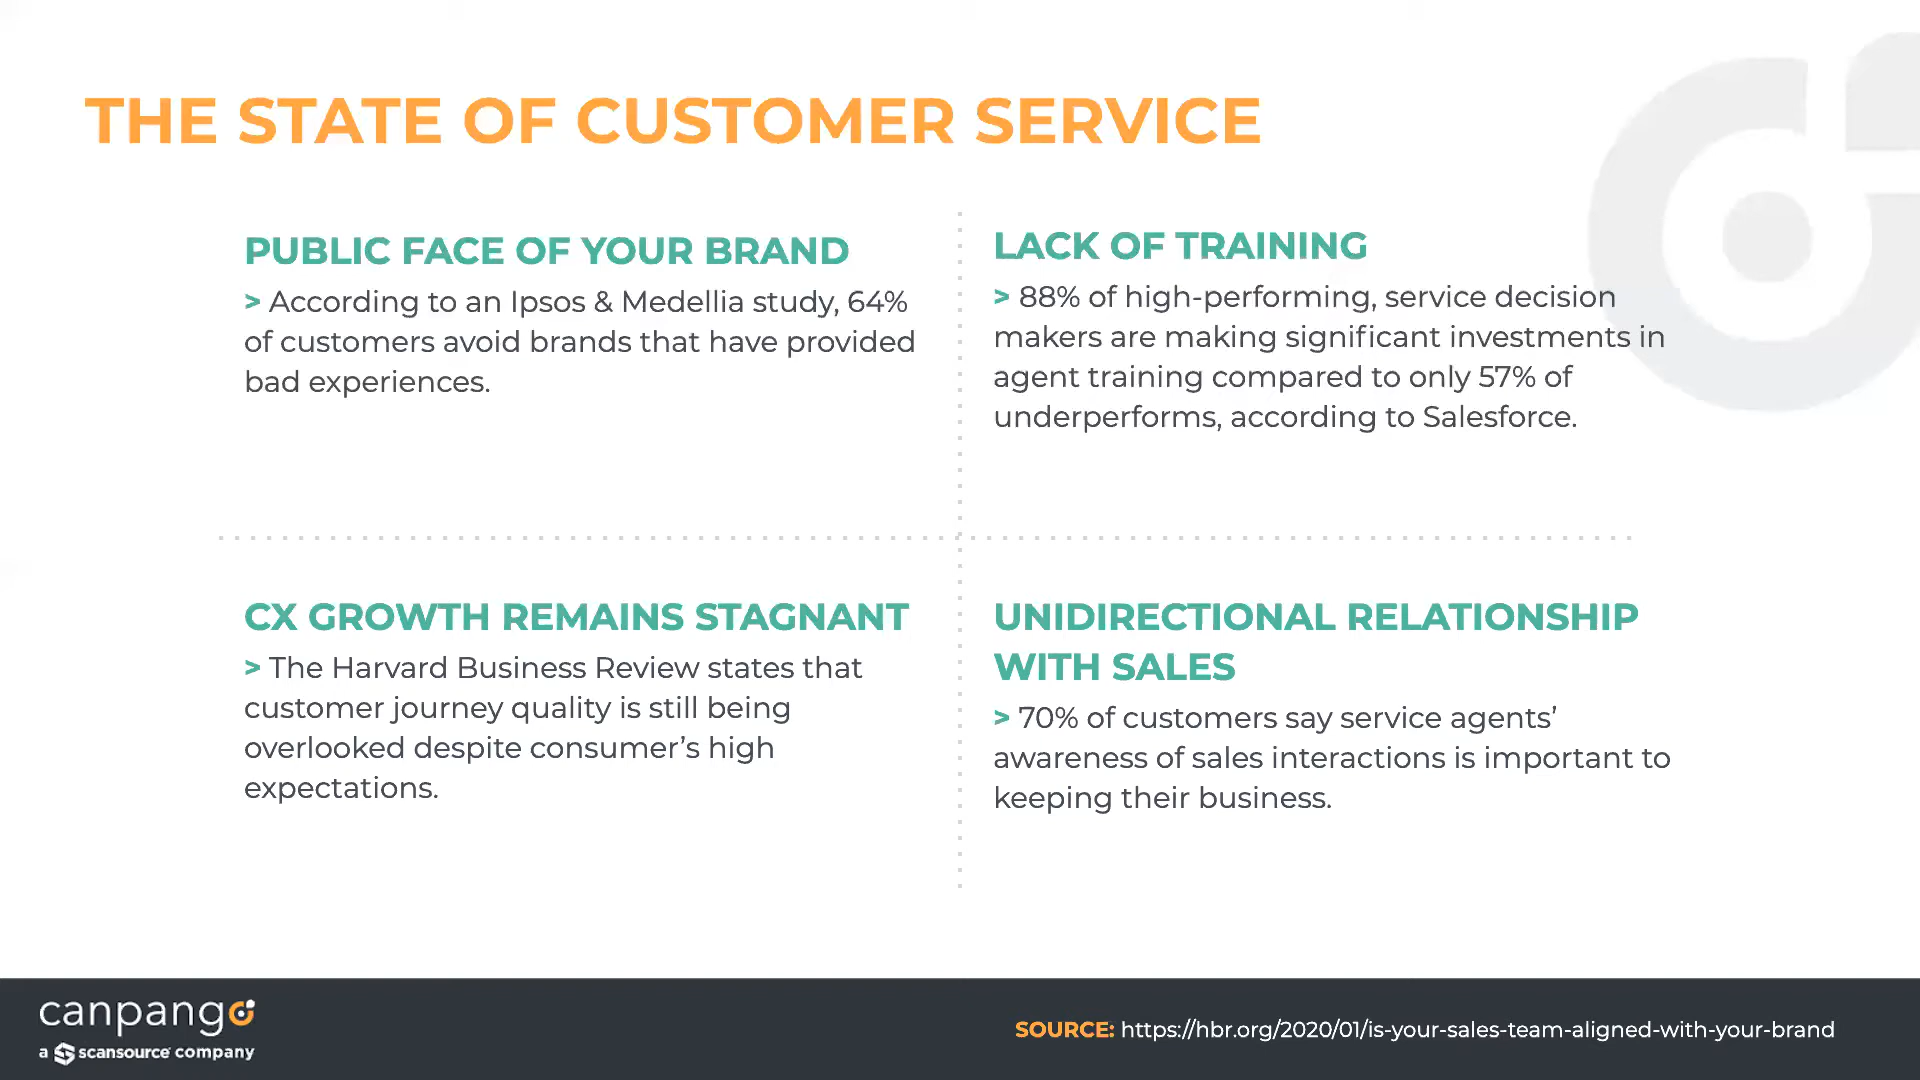 THE STATE OF CUSTOMER SERVICE
PUBLIC FACE OF YOUR BRAND
> According to an Ipsos & Medellia study, 64%
of customers avoid brands that have provided
bad experiences.
LACK OF TRAINING
> 88% of high-performing, service decision
makers are making significant investments in
agent training compared to only 57% of
underperforms, according to Salesforce.
CX GROWTH REMAINS STAGNANT
> The Harvard Business Review states that
customer journey quality is still being
overlooked despite consumer’s high
expectations.
UNIDIRECTIONAL RELATIONSHIP
WITH SALES
> 70% of customers say service agents’
awareness of sales interactions is important to
keeping their business.
canpango
a scansource company
SOURCE: https://hbr.org/2020/01/is-your-sales-team-aligned-with-your-brand